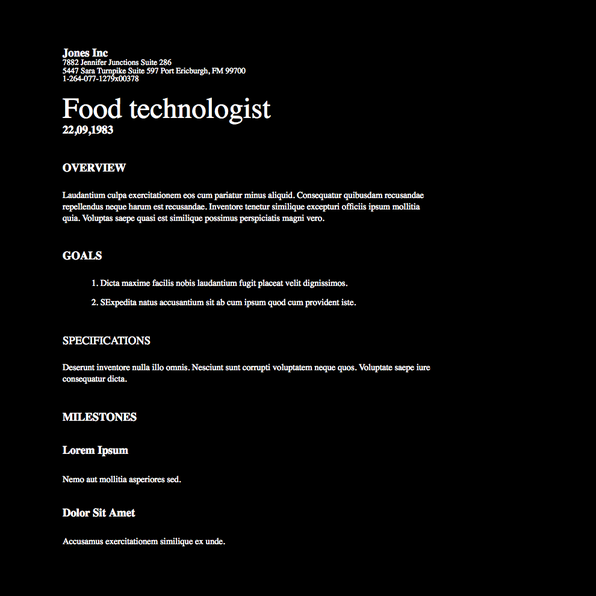 Jones Inc
7882 Jennifer Junctions Suite 286
5447 Sara Turnpike Suite 597 Port Ericburgh, FM 99700
1-264-077-1279x00378
Food technologist
22,09,1983
OVERVIEW
Laudantium culpa exercitationem eos cum pariatur minus aliquid. Consequatur quibusdam recusandae
repellendus neque harum est recusandae. Inventore tenetur similique excepturi officiis ipsum mollitia
quia. Voluptas saepe quasi est similique possimus perspiciatis magni vero.
GOALS
1. Dicta maxime facilis nobis laudantium fugit placeat velit dignissimos.
2. SExpedita natus accusantium sit ab cum ipsum quod cum provident iste.
SPECIFICATIONS
Deserunt inventore nulla illo omnis. Nesciunt sunt corrupti voluptatem neque quos. Voluptate saepe iure
consequatur dicta.
MILESTONES
Lorem Ipsum
Nemo aut mollitia asperiores sed.
Dolor Sit Amet
Accusamus exercitationem similique ex unde.